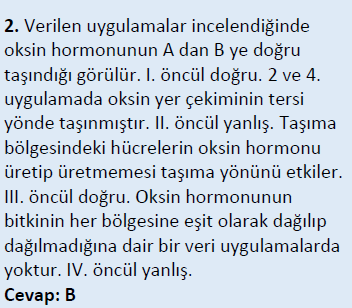 2. Verilen uygulamalar incelendiğinde
oksin hormonunun A dan B ye doğru
taşındığı görülür. I. öncül doğru. 2 ve 4.
uygulamada oksin yer çekiminin tersi
yönde taşınmıştır. II. öncül yanlış. Taşıma
bölgesindeki hücrelerin oksin hormonu
üretip üretmemesi taşıma yönünü etkiler.
III. öncül doğru. Oksin hormonunun
bitkinin her bölgesine eşit olarak dağılıp
dağılmadığına dair bir veri uygulamalarda
yoktur. IV. öncül yanlış.
Cevap: B